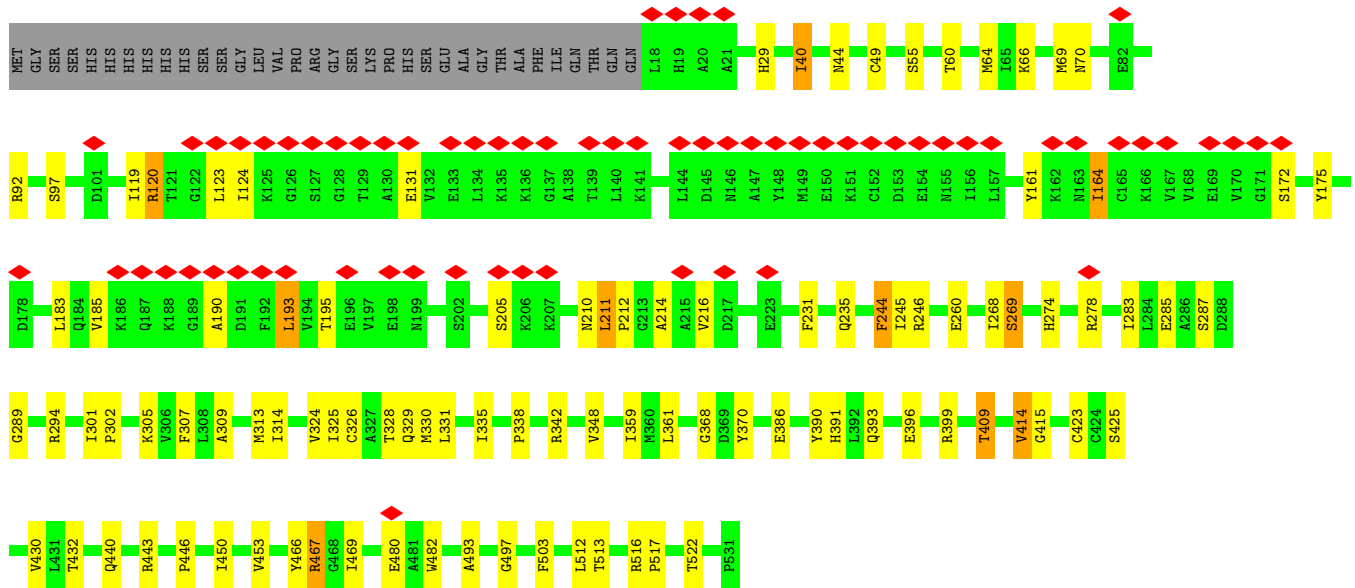 MET GLY SER SER HIS HIS HIS HIS HIS HIS SER SER GLY LEU VAL PRO ARG GLY SER LYS PRO HIS SER GLU ALA GLY THR ALA PHE ILE GLN THR GLN GLN L18 H19 A20 A21 H29 I40 N44 C49 S55 T60 M64 I65 K66 M69 N70 E82
R92 S97 D101 I119 R120 T121 G122 L123 I124 K125 G126 S127 G128 T129 A130 E131 V132 E133 L134 K135 K136 G137 A138 T139 L140 K141 L144 D145 N146 A147 Y148 M149 E150 K151 C152 D153 E154 N155 I156 L157 Y161 K162 N163 I164 C165 K166 V167 V168 E169 V170 G171 S172 Y175
D178 L183 Q184 V185 K186 Q187 K188 G189 A190 D191 F192 L193 V194 T195 E196 V197 E198 N199 S202 S205 K206 K207 N210 L211 P212 G213 A214 A215 V216 D217 E223 F231 Q235 F244 I245 R246 E260 I268 S269 H274 R278 I283 L284 E285 A286 S287 D288
G289 R294 I301 P302 K305 V306 F307 L308 A309 M313 I314 V324 I325 C326 A327 T328 Q329 M330 L331 I335 P338 R342 V348 I359 M360 L361 G368 D369 Y370 E386 Y390 H391 L392 Q393 E396 R399 T409 V414 G415 C423 C424 S425
V430 L431 T432 Q440 R443 P446 I450 V453 Y466 R467 G468 I469 E480 A481 W482 A493 G497 F503 L512 T513 R516 P517 T522 P531